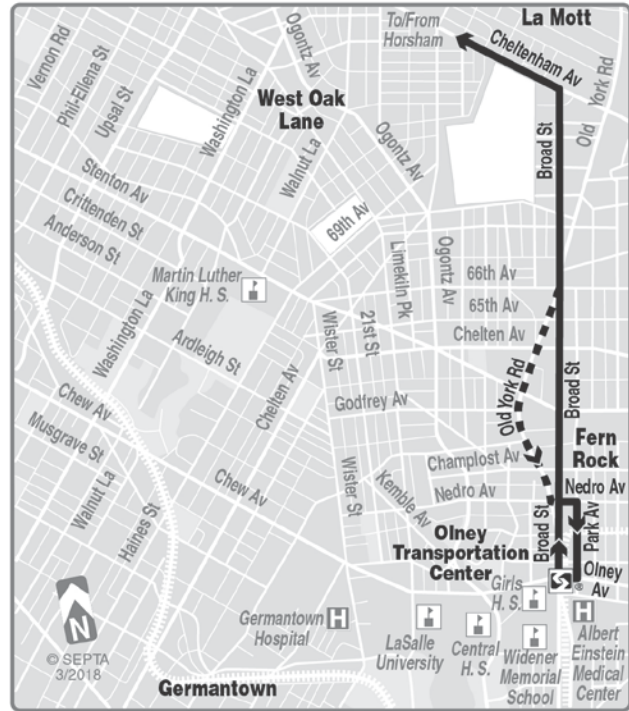 La Mott
To/From
Horsham
Cheltenham Av
Old York Rd
Broad St
Vernon Rd
Phil-Ellena St
Upsal St
Washington La
Ogontz Av
West Oak
Lane
Walnut La
Ogontz Av
Stenton Av
Crittenden St
Anderson St
69th Av
Limekiln Pk
Ogontz Av
66th Av
65th Av
Chelten Av
Martin Luther
King H. S.
Washington La
Ardleigh St
Wister St
21st St
Chelten Av
Godfrey Av
Old York Rd
Broad St
Fern
Rock
Chew Av
Musgrave St
Walnut La
Haines St
Chew Av
Wister St
Kemble Av
Champlost Av
Nedro Av
Nedro Av
Park Av
Broad St
Olney
Transportation
Center
Olney
Av
Girls
H. S.
N
© SEPTA
3/2018
Germantown
Hospital
H
LaSalle
University
Central
H. S.
Widener
Memorial
School
H
Albert
Einstein
Medical
Center
Germantown